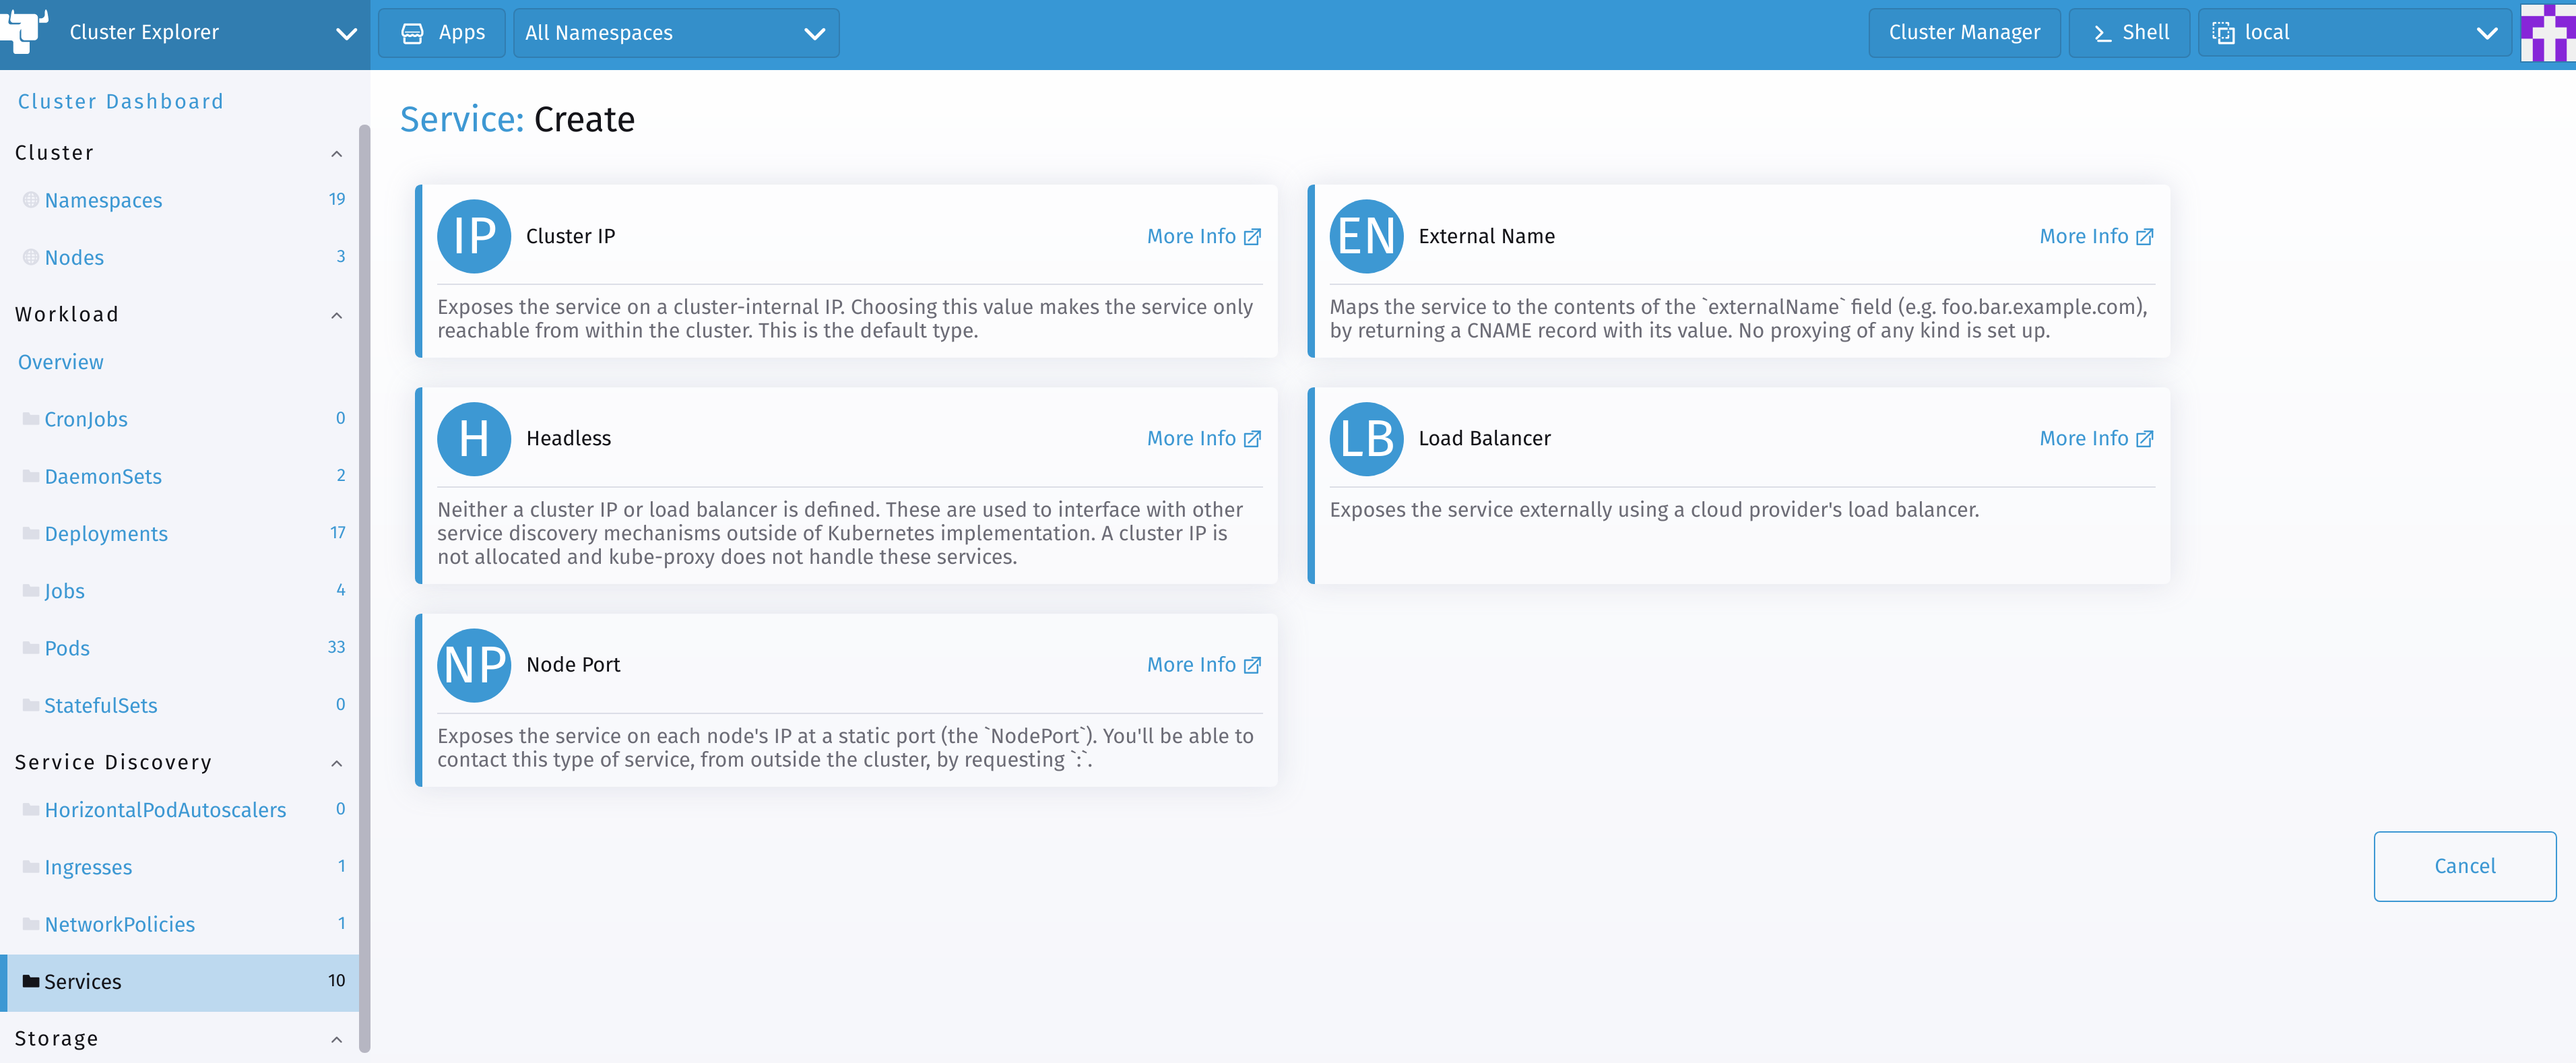 Cluster Explorer
Apps
All Namespaces
Cluster Manager
Shell
local
Cluster Dashboard
Cluster
Namespaces 19
Nodes 3
Workload
Overview
CronJobs 0
DaemonSets 2
Deployments 17
Jobs 4
Pods 33
StatefulSets 0
Service Discovery
HorizontalPodAutoscalers 0
Ingresses 1
NetworkPolicies 1
Services 10
Storage
Service: Create
IP Cluster IP More Info
Exposes the service on a cluster-internal IP. Choosing this value makes the service only
reachable from within the cluster. This is the default type.
EN External Name More Info
Maps the service to the contents of the `externalName` field (e.g. foo.bar.example.com),
by returning a CNAME record with its value. No proxying of any kind is set up.
H Headless More Info
Neither a cluster IP or load balancer is defined. These are used to interface with other
service discovery mechanisms outside of Kubernetes implementation. A cluster IP is
not allocated and kube-proxy does not handle these services.
LB Load Balancer More Info
Exposes the service externally using a cloud provider's load balancer.
NP Node Port More Info
Exposes the service on each node's IP at a static port (the `NodePort`). You'll be able to
contact this type of service, from outside the cluster, by requesting `:`.
Cancel